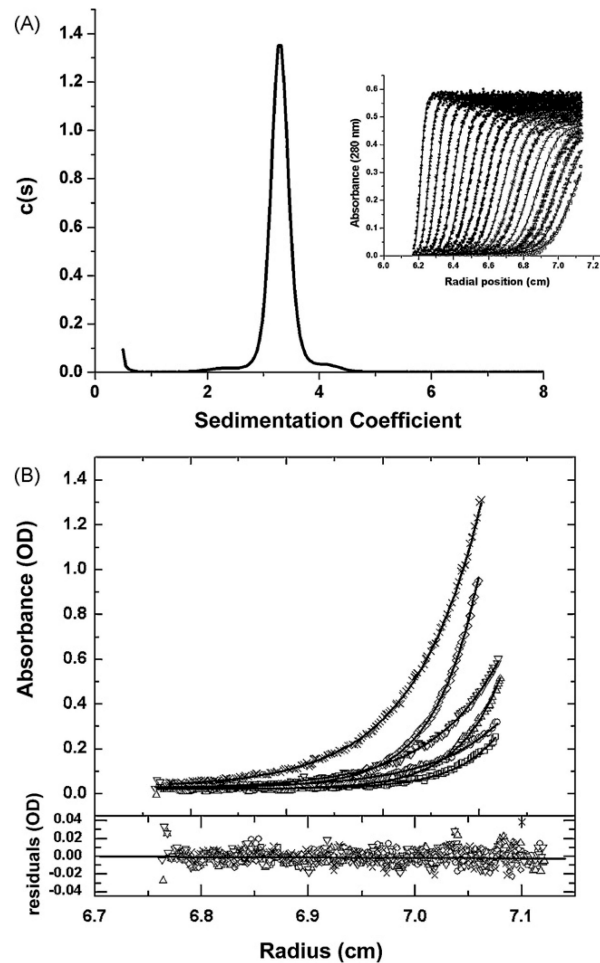 (A)
1.4
1.2
1.0
0.8
0.6
0.4
0.2
0.0
c(s)
0 2 4 6 8
Sedimentation Coefficient
0.6
0.5
0.4
0.3
0.2
0.1
0.0
Absorbance (280 nm)
6.0 6.2 6.4 6.6 6.8 7.0 7.2
Radial position (cm)
(B)
1.4
1.2
1.0
0.8
0.6
0.4
0.2
0.0
Absorbance (OD)
0.04
0.02
0.00
-0.02
-0.04
residuals (OD)
6.7 6.8 6.9 7.0 7.1
Radius (cm)